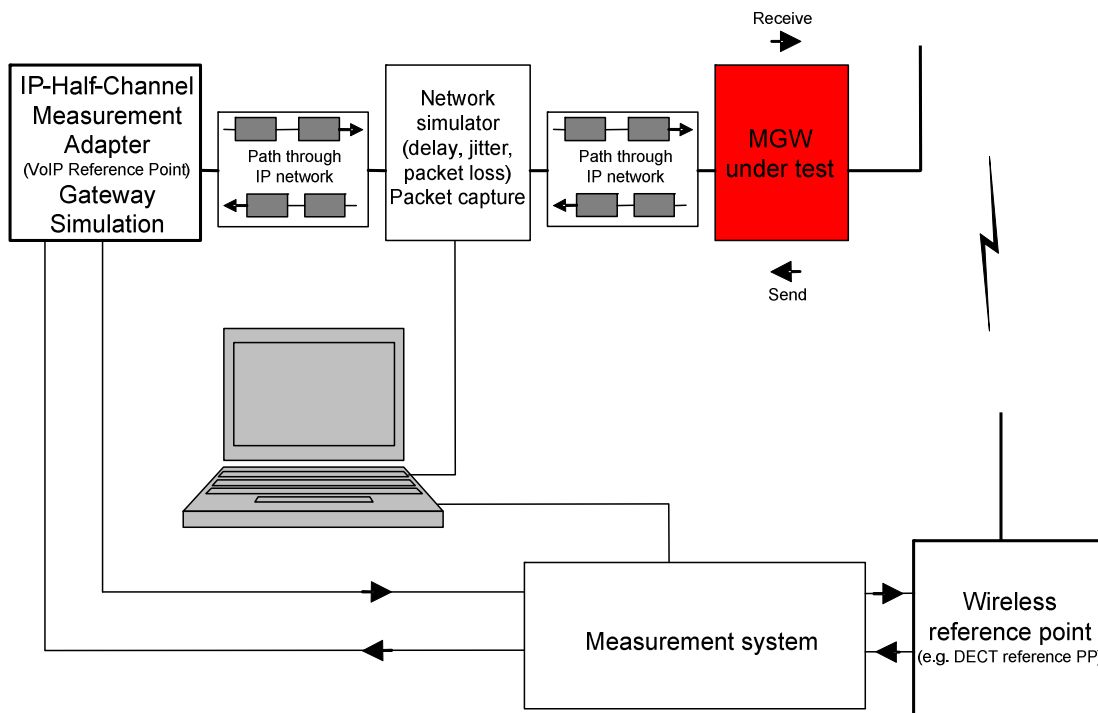 Receive
IP-Half-Channel
Measurement
Adapter
(VoIP Reference Point)
Gateway
Simulation
Path through
IP network
Network
simulator
(delay, jitter,
packet loss)
Packet capture
Path through
IP network
MGW
under test
Send
Measurement system
Wireless
reference point
(e.g. DECT reference PP)